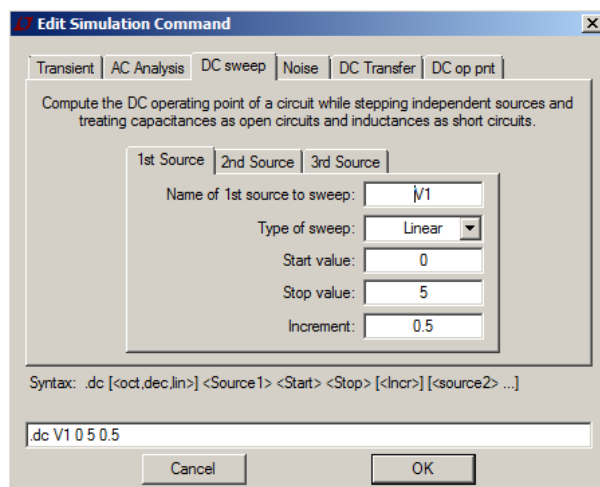 Edit Simulation Command
Transient AC Analysis DC sweep Noise DC Transfer DC op pnt
Compute the DC operating point of a circuit while stepping independent sources and
treating capacitances as open circuits and inductances as short circuits.
1st Source 2nd Source 3rd Source
Name of 1st source to sweep: V1
Type of sweep: Linear
Start value: 0
Stop value: 5
Increment: 0.5
Syntax: .dc [<oct,dec,lin>] <Source1> <Start> <Stop> [<Incr>] [<source2> ...]
.dc V1 0 5 0.5
Cancel OK